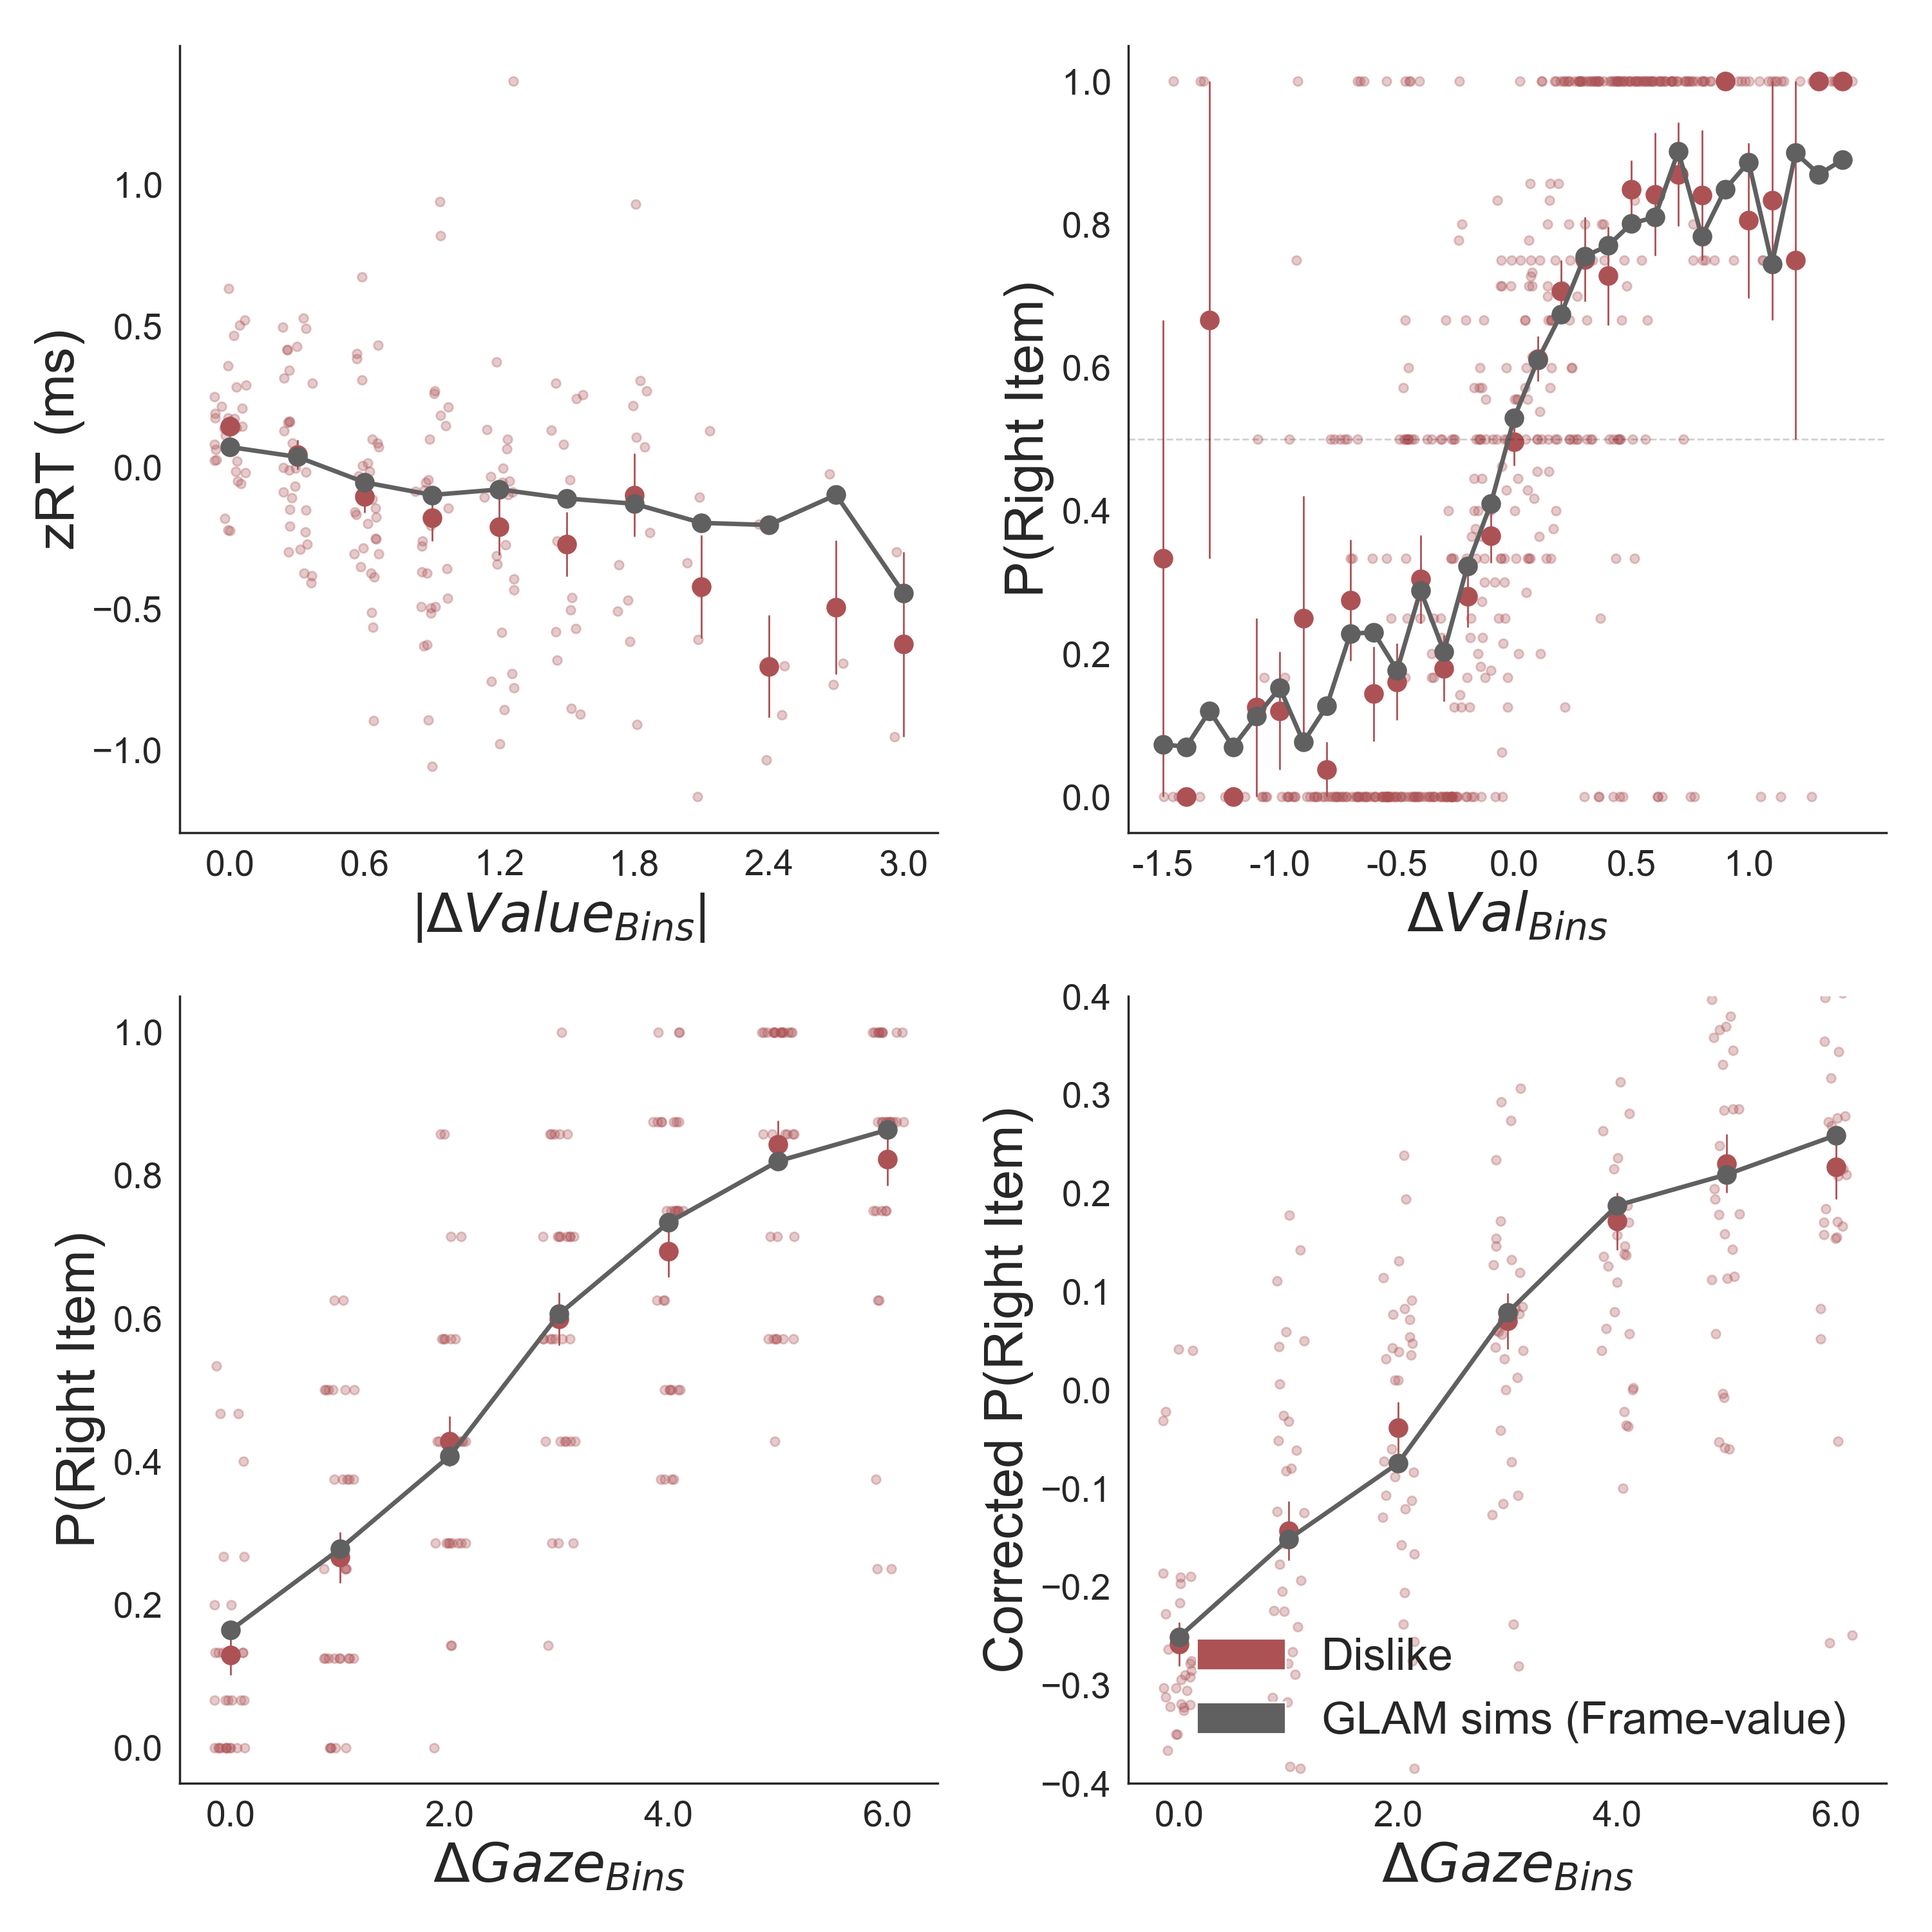 zRT (ms)
1.0
0.5
0.0
−0.5
−1.0
0.0 0.6 1.2 1.8 2.4 3.0
|ΔValue_Bins|
P(Right Item)
1.0
0.8
0.6
0.4
0.2
0.0
-1.5 -1.0 -0.5 0.0 0.5 1.0
ΔVal_Bins
P(Right Item)
1.0
0.8
0.6
0.4
0.2
0.0
0.0 2.0 4.0 6.0
ΔGaze_Bins
Corrected P(Right Item)
0.4
0.3
0.2
0.1
0.0
−0.1
−0.2
−0.3
−0.4
Dislike
GLAM sims (Frame-value)
0.0 2.0 4.0 6.0
ΔGaze_Bins